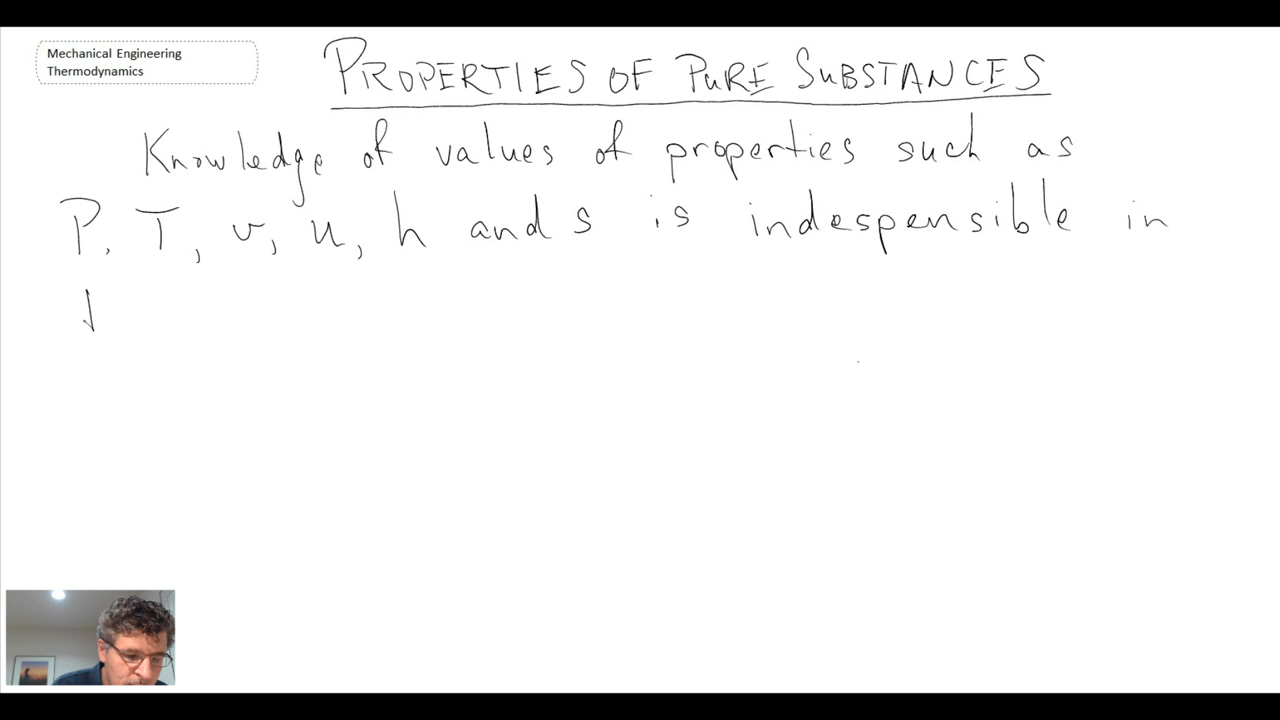 Mechanical Engineering
Thermodynamics
PROPERTIES OF PURE SUBSTANCES
Knowledge of values of properties such as
P, T, v, u, h and s is indespensible in